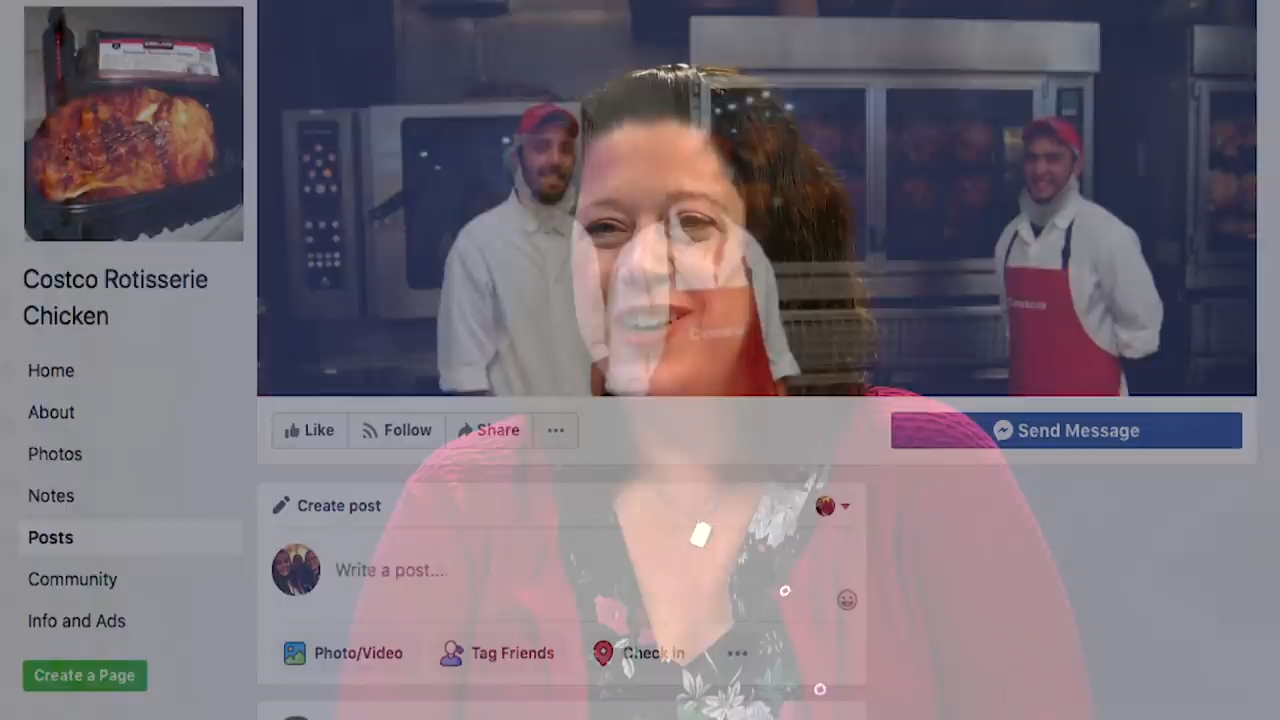 KIRKLAND
Costco Rotisserie
Chicken
Home
About
Photos
Notes
Posts
Community
Info and Ads
Create a Page
Like
Follow
Share
Send Message
Create post
Write a post...
Photo/Video
Tag Friends
Check in